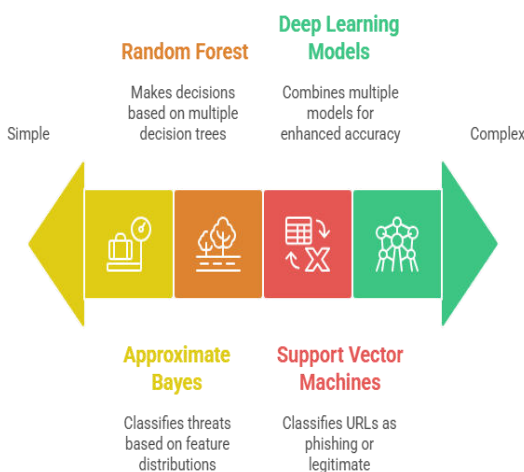 Deep Learning
Models
Random Forest
Makes decisions
based on multiple
decision trees
Combines multiple
models for
enhanced accuracy
Simple
Complex
Approximate
Bayes
Support Vector
Machines
Classifies threats
based on feature
distributions
Classifies URLs as
phishing or
legitimate